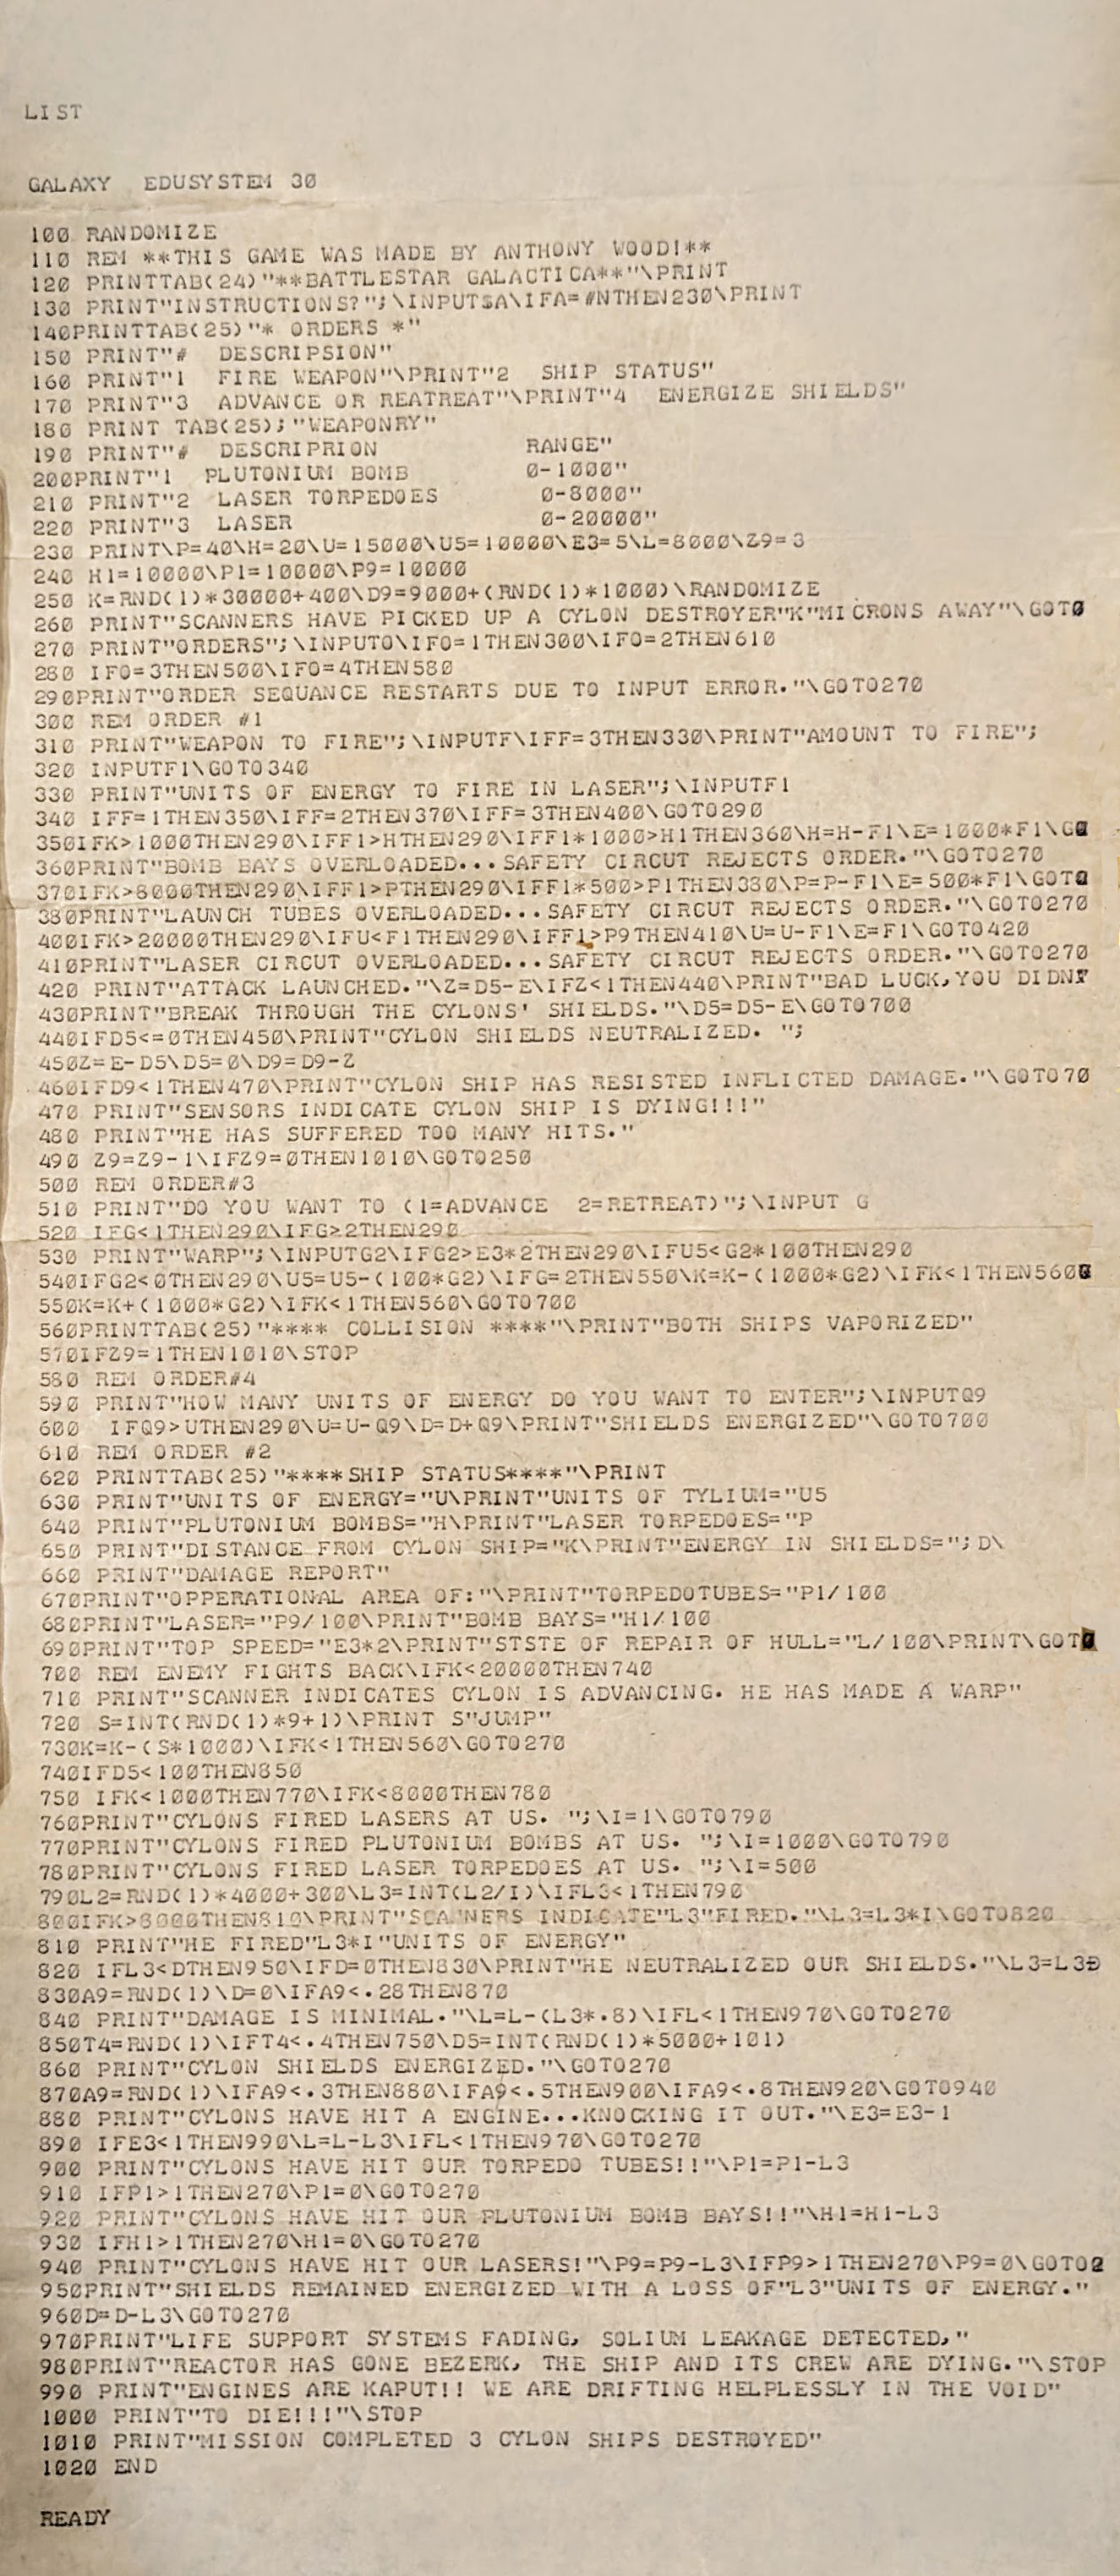 LIST
GALAXY  EDUSYSTEM 30
100 RANDOMIZE
110 REM **THIS GAME WAS MADE BY ANTHONY WOOD!**
120 PRINTTAB(24)"**BATTLESTAR GALACTICA**"\PRINT
130 PRINT"INSTRUCTIONS?";\INPUT$A\IFA=#NTHEN230\PRINT
140PRINTTAB(25)"* ORDERS *"
150 PRINT"#  DESCRIPSION"
160 PRINT"1  FIRE WEAPON"\PRINT"2  SHIP STATUS"
170 PRINT"3  ADVANCE OR REATREAT"\PRINT"4  ENERGIZE SHIELDS"
180 PRINT TAB(25);"WEAPONRY"
190 PRINT"#  DESCRIPRION          RANGE"
200PRINT"1  PLUTONIUM BOMB        0-1000"
210 PRINT"2  LASER TORPEDOES       0-8000"
220 PRINT"3  LASER                 0-20000"
230 PRINT\P=40\H=20\U=15000\U5=10000\E3=5\L=8000\Z9=3
240 H1=10000\P1=10000\P9=10000
250 K=RND(1)*30000+400\D9=9000+(RND(1)*1000)\RANDOMIZE
260 PRINT"SCANNERS HAVE PICKED UP A CYLON DESTROYER"K"MICRONS AWAY"\GOTO
270 PRINT"ORDERS";\INPUTO\IFO=1THEN300\IFO=2THEN610
280 IFO=3THEN500\IFO=4THEN580
290PRINT"ORDER SEQUANCE RESTARTS DUE TO INPUT ERROR."\GOTO270
300 REM ORDER #1
310 PRINT"WEAPON TO FIRE";\INPUTF\IFF=3THEN330\PRINT"AMOUNT TO FIRE";
320 INPUTF1\GOTO340
330 PRINT"UNITS OF ENERGY TO FIRE IN LASER";\INPUTF1
340 IFF=1THEN350\IFF=2THEN370\IFF=3THEN400\GOTO290
350IFK>1000THEN290\IFF1>HTHEN290\IFF1*1000>H1THEN360\H=H-F1\E=1000*F1\GO
360PRINT"BOMB BAYS OVERLOADED...SAFETY CIRCUT REJECTS ORDER."\GOTO270
370IFK>8000THEN290\IFF1>PTHEN290\IFF1*500>P1THEN380\P=P-F1\E=500*F1\GOTO
380PRINT"LAUNCH TUBES OVERLOADED...SAFETY CIRCUT REJECTS ORDER."\GOTO270
400IFK>20000THEN290\IFU<F1THEN290\IFF1>P9THEN410\U=U-F1\E=F1\GOTO420
410PRINT"LASER CIRCUT OVERLOADED...SAFETY CIRCUT REJECTS ORDER."\GOTO270
420 PRINT"ATTACK LAUNCHED."\Z=D5-E\IFZ<1THEN440\PRINT"BAD LUCK,YOU DIDN
430PRINT"BREAK THROUGH THE CYLONS' SHIELDS."\D5=D5-E\GOTO700
440IFD5<=0THEN450\PRINT"CYLON SHIELDS NEUTRALIZED. ";
450Z=E-D5\D5=0\D9=D9-Z
460IFD9<1THEN470\PRINT"CYLON SHIP HAS RESISTED INFLICTED DAMAGE."\GOTO70
470 PRINT"SENSORS INDICATE CYLON SHIP IS DYING!!!"
480 PRINT"HE HAS SUFFERED TOO MANY HITS."
490 Z9=Z9-1\IFZ9=0THEN1010\GOTO250
500 REM ORDER#3
510 PRINT"DO YOU WANT TO (1=ADVANCE  2=RETREAT)";\INPUT G
520 IFG<1THEN290\IFG>2THEN290
530 PRINT"WARP";\INPUTG2\IFG2>E3*2THEN290\IFU5<G2*100THEN290
540IFG2<0THEN290\U5=U5-(100*G2)\IFG=2THEN550\K=K-(1000*G2)\IFK<1THEN560
550K=K+(1000*G2)\IFK<1THEN560\GOTO700
560PRINTTAB(25)"**** COLLISION ****"\PRINT"BOTH SHIPS VAPORIZED"
570IFZ9=1THEN1010\STOP
580 REM ORDER#4
590 PRINT"HOW MANY UNITS OF ENERGY DO YOU WANT TO ENTER";\INPUTQ9
600  IFQ9>UTHEN290\U=U-Q9\D=D+Q9\PRINT"SHIELDS ENERGIZED"\GOTO700
610 REM ORDER #2
620 PRINTTAB(25)"****SHIP STATUS****"\PRINT
630 PRINT"UNITS OF ENERGY="U\PRINT"UNITS OF TYLIUM="U5
640 PRINT"PLUTONIUM BOMBS="H\PRINT"LASER TORPEDOES="P
650 PRINT"DISTANCE FROM CYLON SHIP="K\PRINT"ENERGY IN SHIELDS=";D\
660 PRINT"DAMAGE REPORT"
670PRINT"OPPERATIONAL AREA OF:"\PRINT"TORPEDOTUBES="P1/100
680PRINT"LASER="P9/100\PRINT"BOMB BAYS="H1/100
690PRINT"TOP SPEED="E3*2\PRINT"STSTE OF REPAIR OF HULL="L/100\PRINT\GOT
700 REM ENEMY FIGHTS BACK\IFK<20000THEN740
710 PRINT"SCANNER INDICATES CYLON IS ADVANCING. HE HAS MADE A WARP"
720 S=INT(RND(1)*9+1)\PRINT S"JUMP"
730K=K-(S*1000)\IFK<1THEN560\GOTO270
740IFD5<100THEN850
750 IFK<1000THEN770\IFK<8000THEN780
760PRINT"CYLONS FIRED LASERS AT US. ";\I=1\GOTO790
770PRINT"CYLONS FIRED PLUTONIUM BOMBS AT US. ";\I=1000\GOTO790
780PRINT"CYLONS FIRED LASER TORPEDOES AT US. ";\I=500
790L2=RND(1)*4000+300\L3=INT(L2/I)\IFL3<1THEN790
800IFK>8000THEN810\PRINT"SCANNERS INDICATE"L3"FIRED."\L3=L3*I\GOTO820
810 PRINT"HE FIRED"L3*I"UNITS OF ENERGY"
820 IFL3<DTHEN950\IFD=0THEN830\PRINT"HE NEUTRALIZED OUR SHIELDS."\L3=L3
830A9=RND(1)\D=0\IFA9<.28THEN870
840 PRINT"DAMAGE IS MINIMAL."\L=L-(L3*.8)\IFL<1THEN970\GOTO270
850T4=RND(1)\IFT4<.4THEN750\D5=INT(RND(1)*5000+101)
860 PRINT"CYLON SHIELDS ENERGIZED."\GOTO270
870A9=RND(1)\IFA9<.3THEN880\IFA9<.5THEN900\IFA9<.8THEN920\GOTO940
880 PRINT"CYLONS HAVE HIT A ENGINE...KNOCKING IT OUT."\E3=E3-1
890 IFE3<1THEN990\L=L-L3\IFL<1THEN970\GOTO270
900 PRINT"CYLONS HAVE HIT OUR TORPEDO TUBES!!"\P1=P1-L3
910 IFP1>1THEN270\P1=0\GOTO270
920 PRINT"CYLONS HAVE HIT OUR PLUTONIUM BOMB BAYS!!"\H1=H1-L3
930 IFH1>1THEN270\H1=0\GOTO270
940 PRINT"CYLONS HAVE HIT OUR LASERS!"\P9=P9-L3\IFP9>1THEN270\P9=0\GOTO
950PRINT"SHIELDS REMAINED ENERGIZED WITH A LOSS OF"L3"UNITS OF ENERGY."
960D=D-L3\GOTO270
970PRINT"LIFE SUPPORT SYSTEMS FADING, SOLIUM LEAKAGE DETECTED,"
980PRINT"REACTOR HAS GONE BEZERK, THE SHIP AND ITS CREW ARE DYING."\STOP
990 PRINT"ENGINES ARE KAPUT!! WE ARE DRIFTING HELPLESSLY IN THE VOID"
1000 PRINT"TO DIE!!!"\STOP
1010 PRINT"MISSION COMPLETED 3 CYLON SHIPS DESTROYED"
1020 END
READY